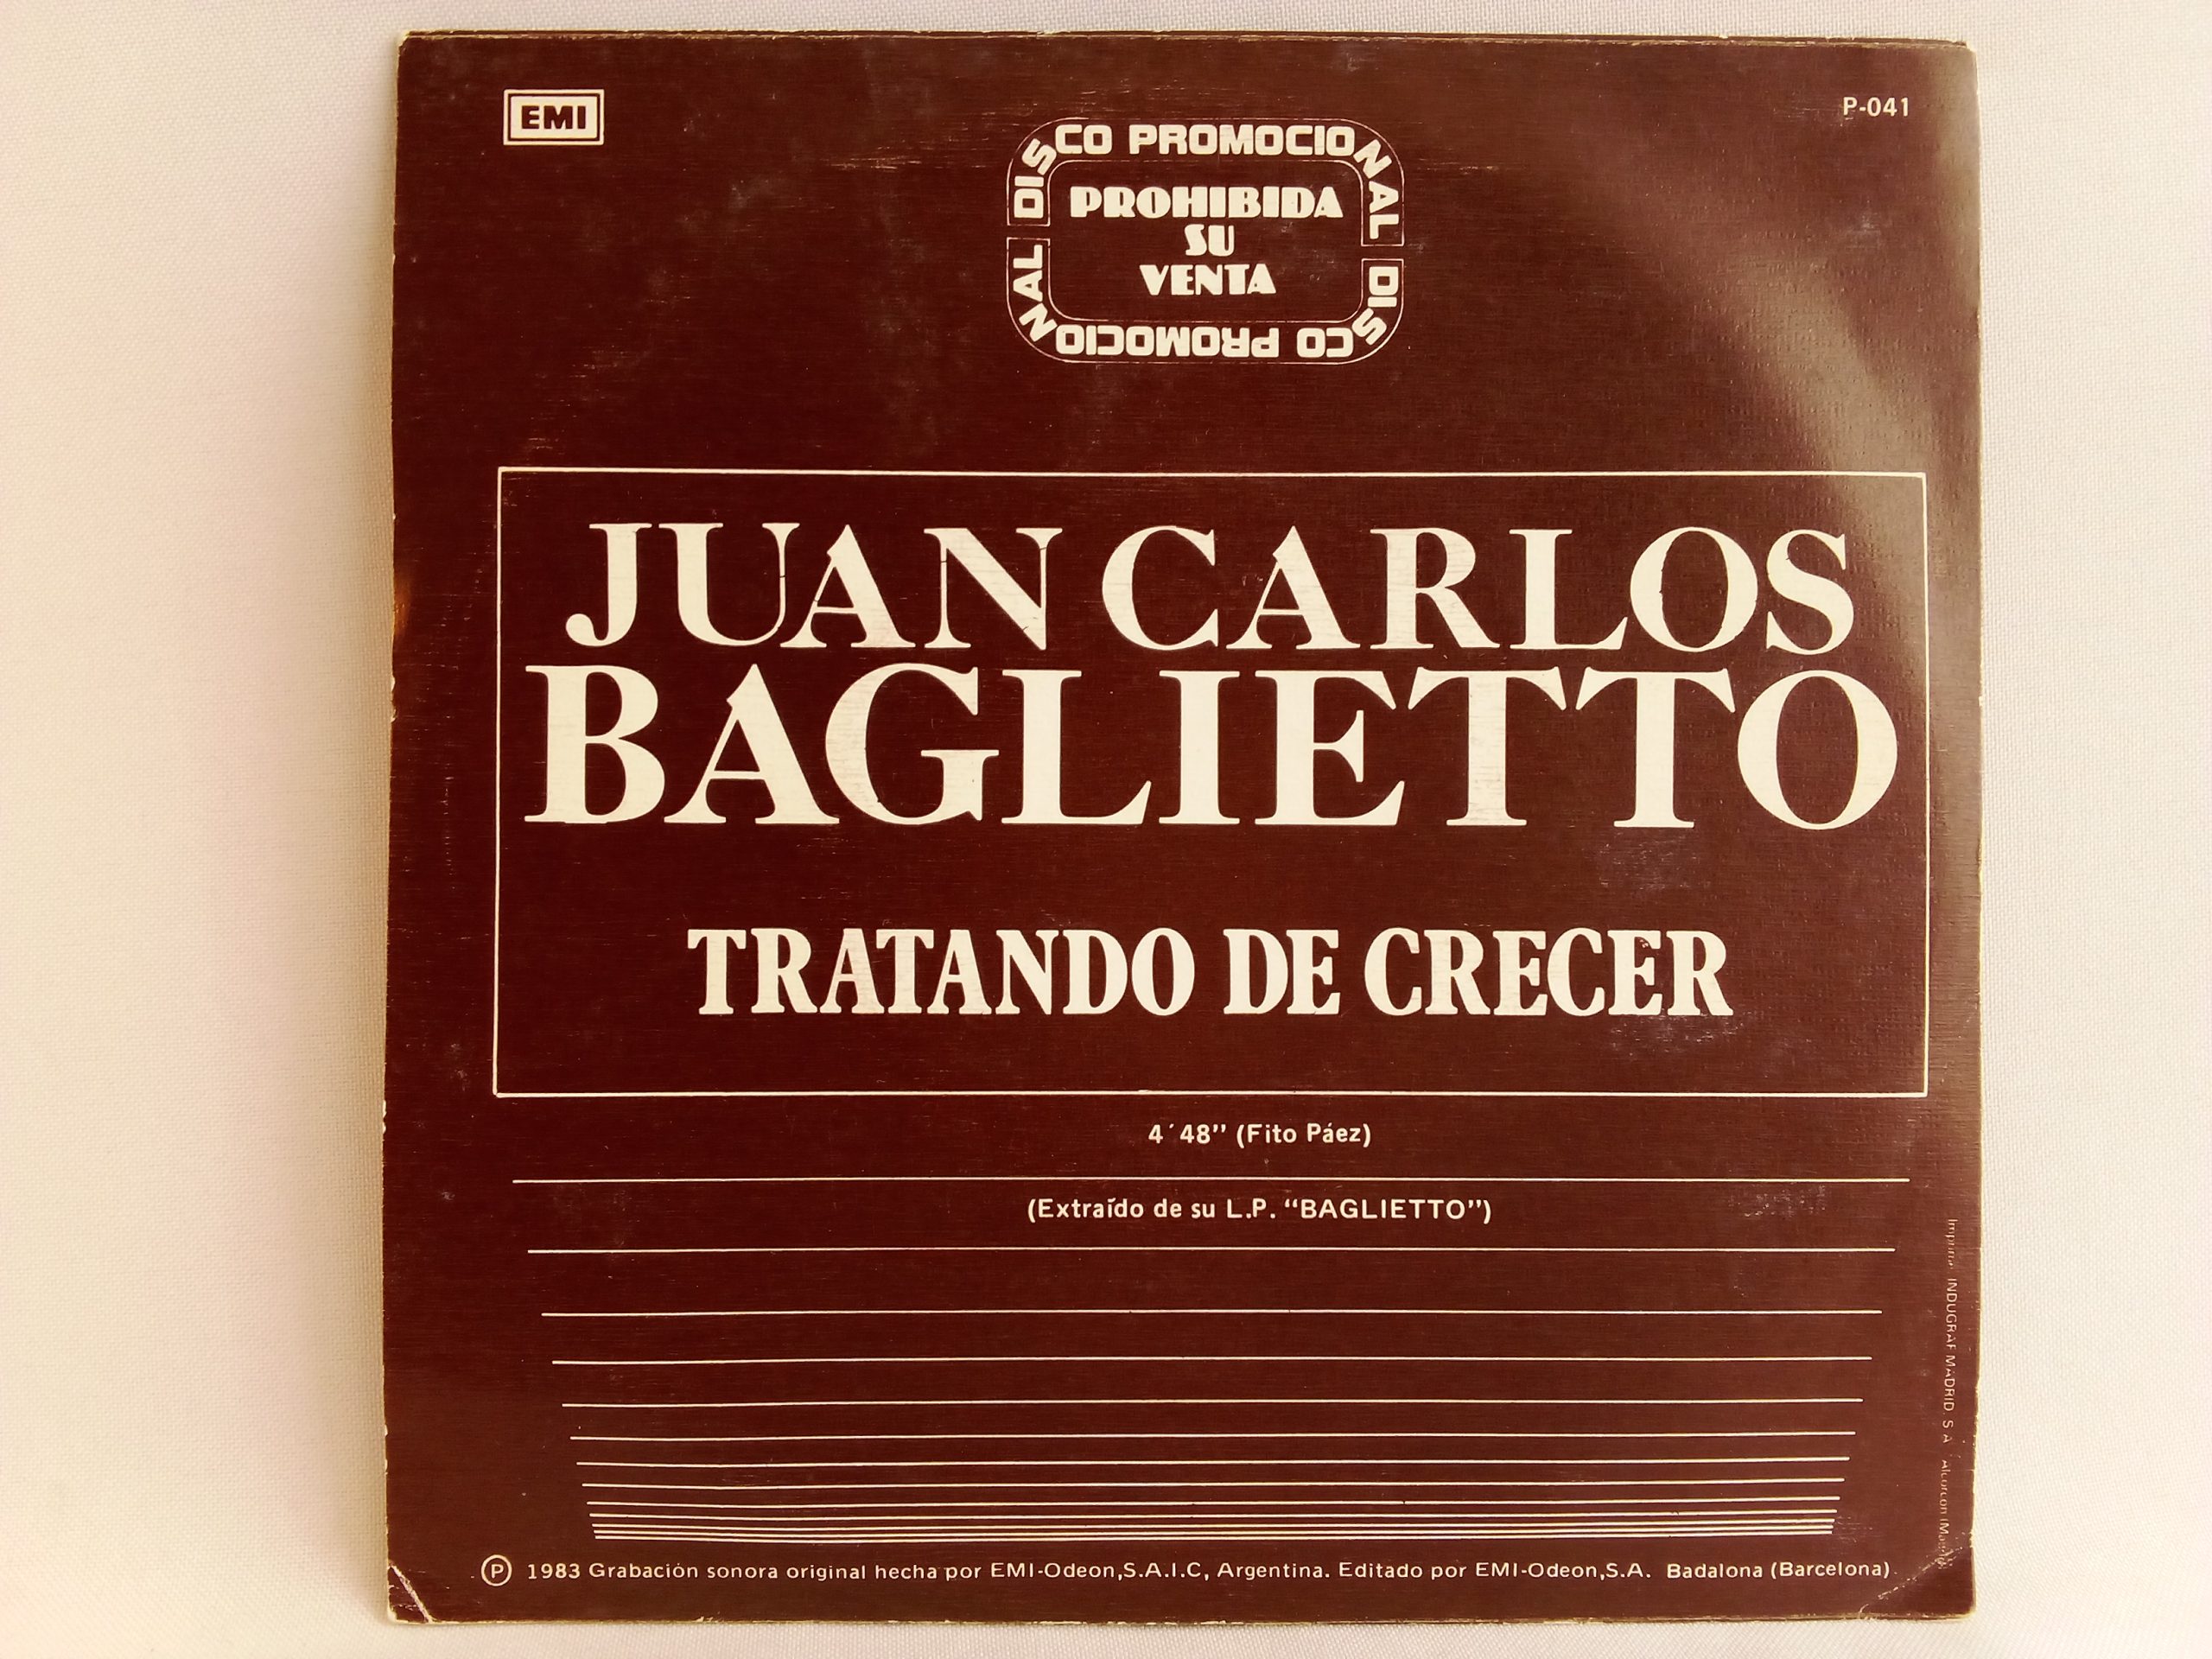 EMI
P-041
DISCO PROMOCIONAL
PROHIBIDA
SU
VENTA
DISCO PROMOCIONAL
JUAN CARLOS
BAGLIETTO
TRATANDO DE CRECER
4´48” (Fito Páez)
(Extraído de su L.P. “BAGLIETTO”)
INDUGRAF MADRID, S.A.
Ⓟ 1983 Grabación sonora original hecha por EMI-Odeon,S.A.I.C, Argentina. Editado por EMI-Odeon,S.A. Badalona (Barcelona).